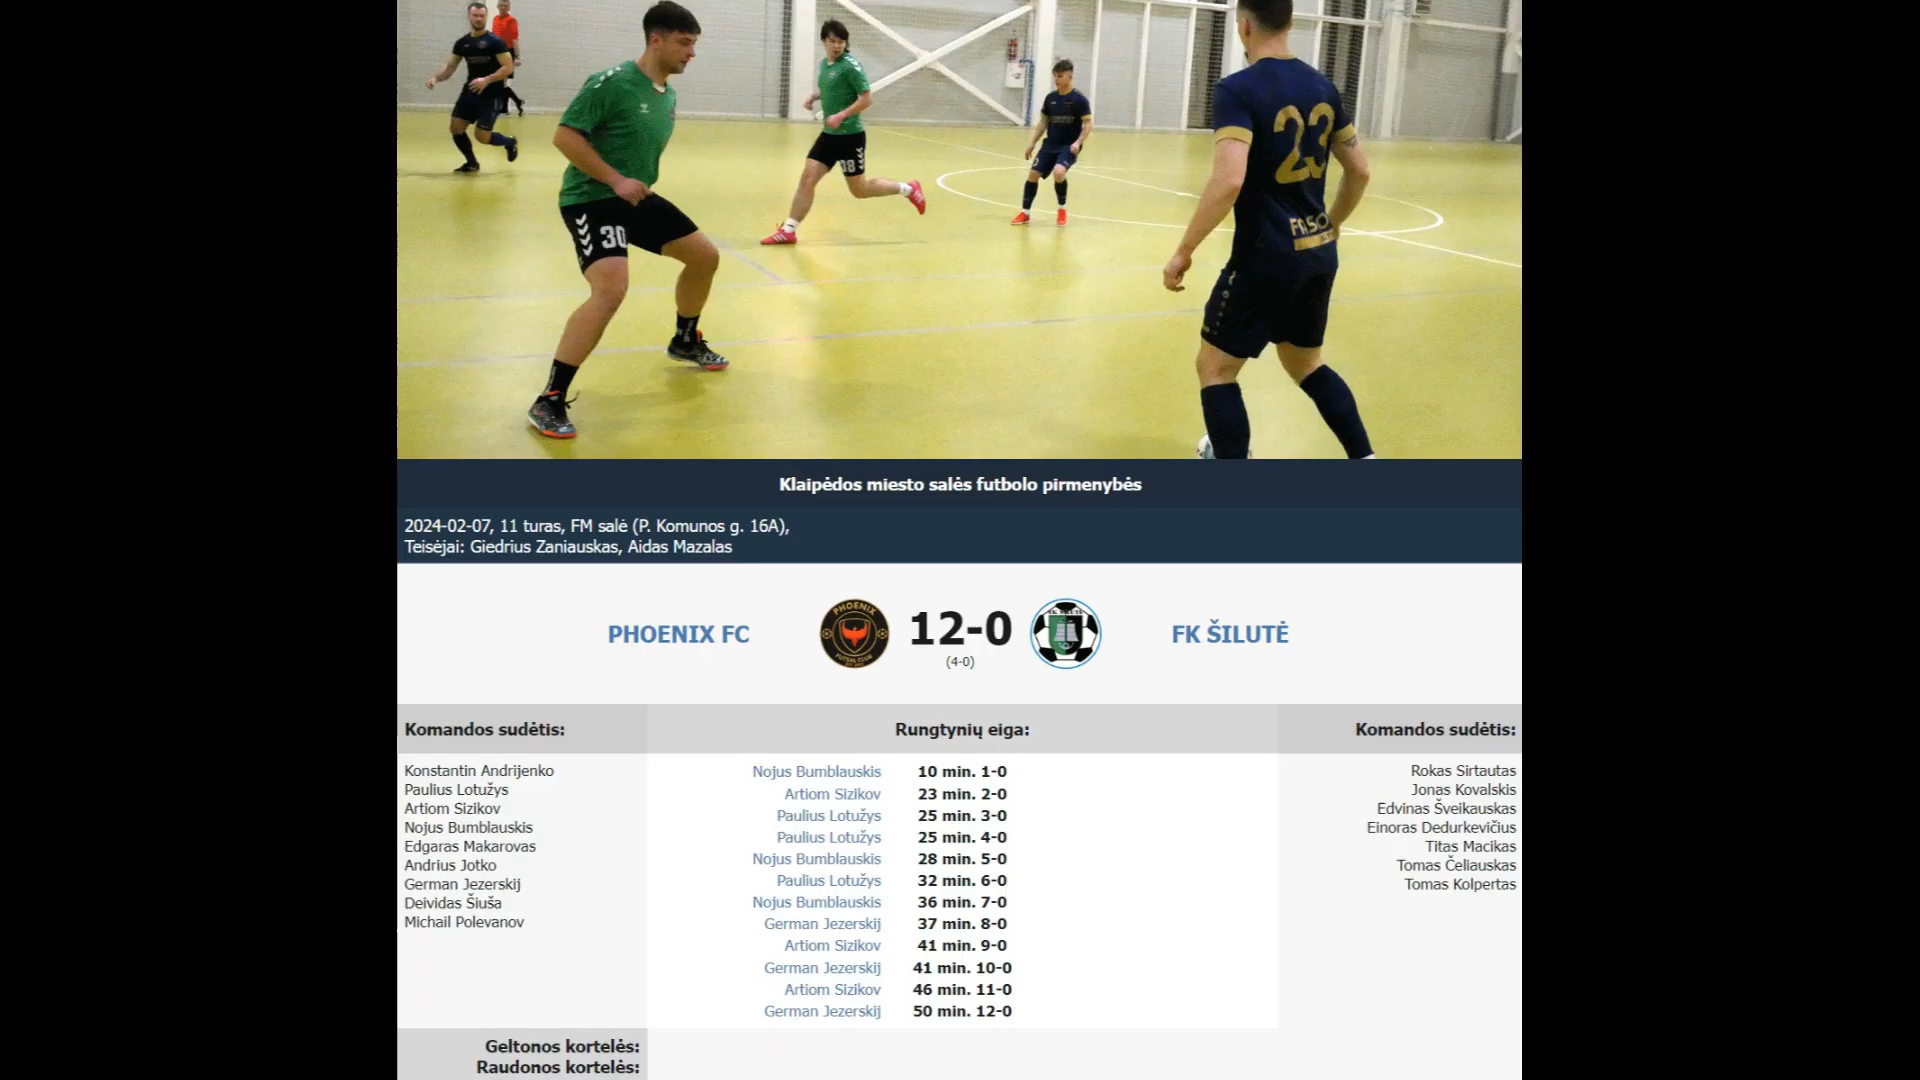 23
FASO
30
08
Klaipėdos miesto salės futbolo pirmenybės
2024-02-07, 11 turas, FM salė (P. Komunos g. 16A),
Teisėjai: Giedrius Zaniauskas, Aidas Mazalas
PHOENIX FC
PHOENIX
FUTSAL CLUB
12-0
(4-0)
FK ŠILUTĖ
FK ŠILUTĖ
Komandos sudėtis:
Rungtynių eiga:
Komandos sudėtis:
Konstantin Andrijenko
Paulius Lotužys
Artiom Sizikov
Nojus Bumblauskis
Edgaras Makarovas
Andrius Jotko
German Jezerskij
Deividas Šiuša
Michail Polevanov
Nojus Bumblauskis 10 min. 1-0
Artiom Sizikov 23 min. 2-0
Paulius Lotužys 25 min. 3-0
Paulius Lotužys 25 min. 4-0
Nojus Bumblauskis 28 min. 5-0
Paulius Lotužys 32 min. 6-0
Nojus Bumblauskis 36 min. 7-0
German Jezerskij 37 min. 8-0
Artiom Sizikov 41 min. 9-0
German Jezerskij 41 min. 10-0
Artiom Sizikov 46 min. 11-0
German Jezerskij 50 min. 12-0
Rokas Sirtautas
Jonas Kovalskis
Edvinas Šveikauskas
Einoras Dedurkevičius
Titas Macikas
Tomas Čeliauskas
Tomas Kolpertas
Geltonos kortelės:
Raudonos kortelės: